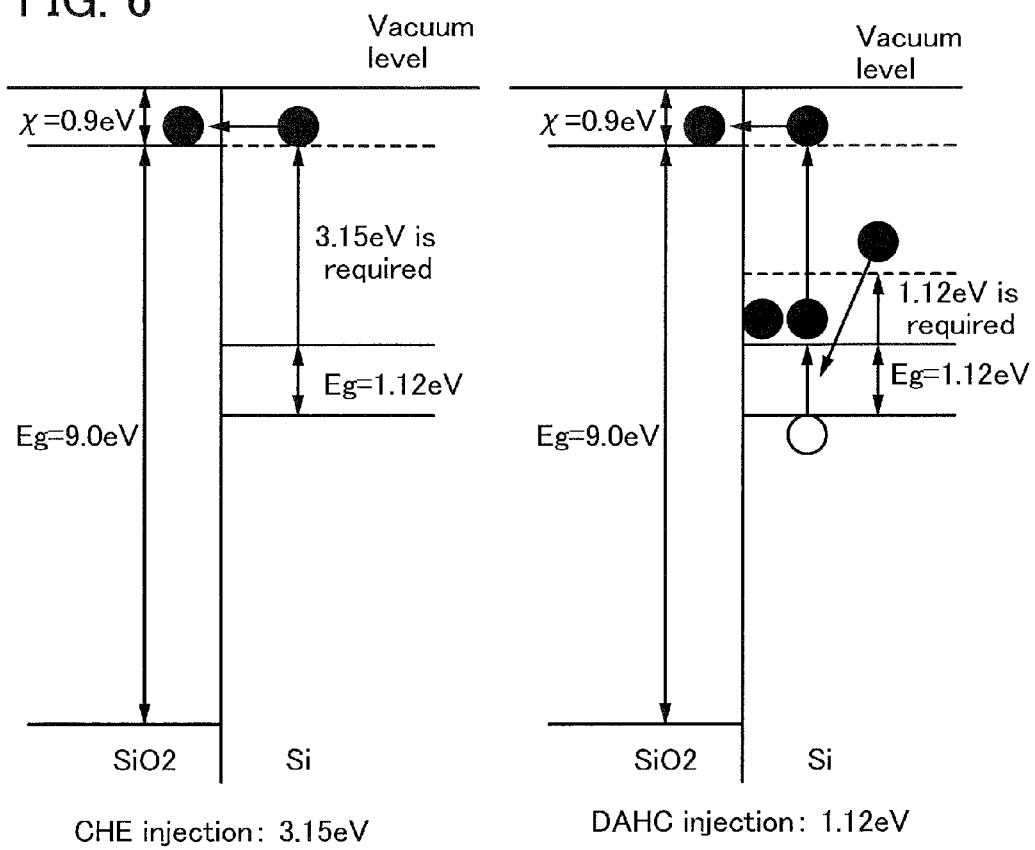 FIG. 6
Vacuum
level
χ=0.9eV
3.15eV is
required
Eg=1.12eV
Eg=9.0eV
SiO2
Si
CHE injection: 3.15eV
Vacuum
level
χ=0.9eV
1.12eV is
required
Eg=1.12eV
Eg=9.0eV
SiO2
Si
DAHC injection: 1.12eV